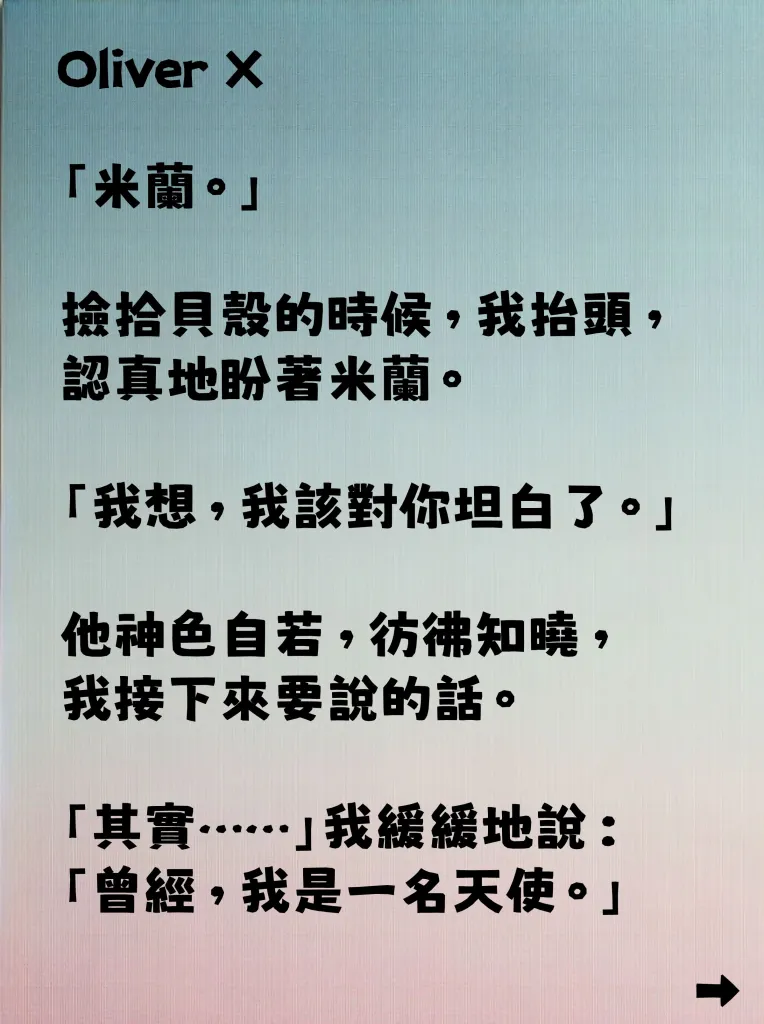 Oliver X
「米蘭。」
撿拾貝殼的時候，我抬頭，
認真地盼著米蘭。
「我想，我該對你坦白了。」
他神色自若，彷彿知曉，
我接下來要說的話。
「其實……」我緩緩地說：
「曾經，我是一名天使。」